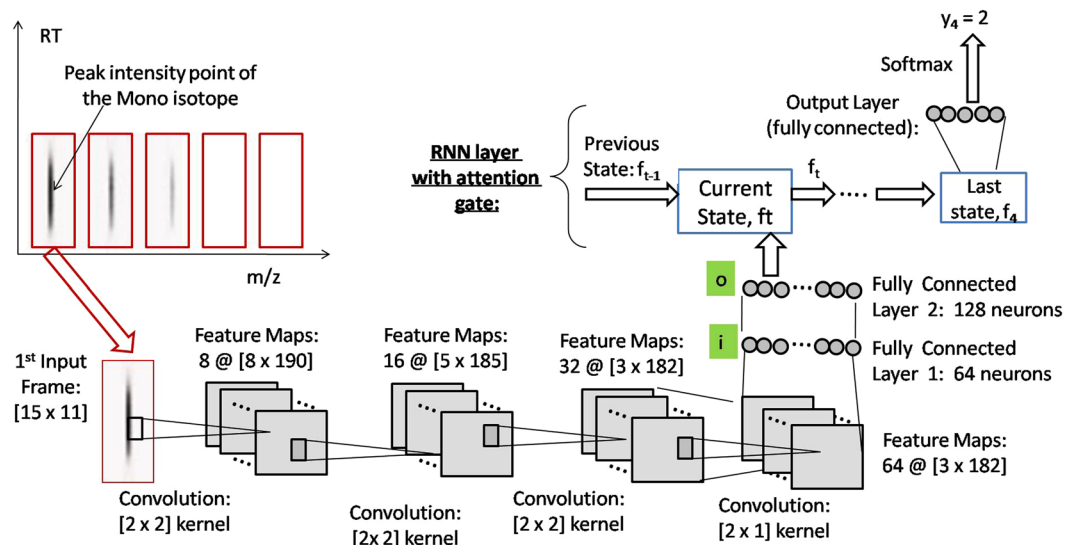 RT
Peak intensity point of
the Mono isotope
m/z
y4 = 2
Softmax
Output Layer
(fully connected):
RNN layer
with attention
gate:
Previous
State: ft-1
Current
State, ft
ft
Last
state, f4
o
Fully Connected
Layer 2: 128 neurons
i
Fully Connected
Layer 1: 64 neurons
1st Input
Frame:
[15 x 11]
Feature Maps:
8 @ [8 x 190]
Feature Maps:
16 @ [5 x 185]
Feature Maps:
32 @ [3 x 182]
Feature Maps:
64 @ [3 x 182]
Convolution:
[2 x 2] kernel
Convolution:
[2x 2] kernel
Convolution:
[2 x 2] kernel
Convolution:
[2 x 1] kernel